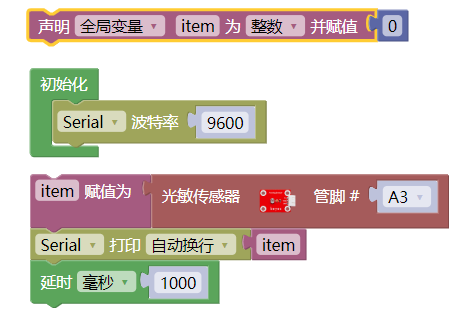 声明 全局变量 item 为 整数 并赋值 0
初始化
Serial 波特率 9600
item 赋值为 光敏传感器 管脚 # A3
Serial 打印 自动换行 item
延时 毫秒 1000